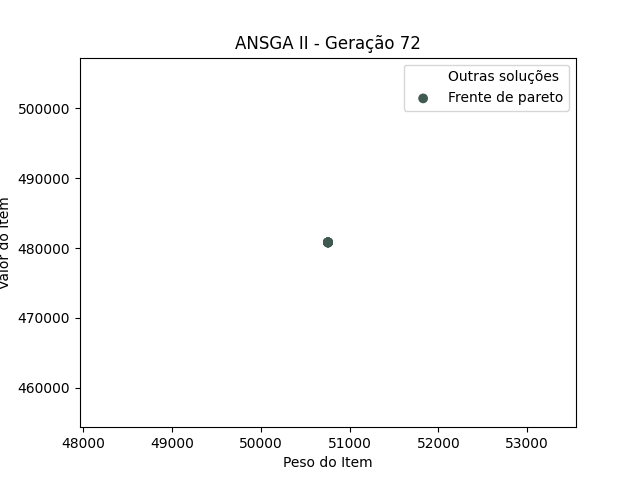 ANSGA II - Geração 72
Outras soluções
Frente de pareto
500000
490000
480000
470000
460000
Valor do Item
48000
49000
50000
51000
52000
53000
Peso do Item